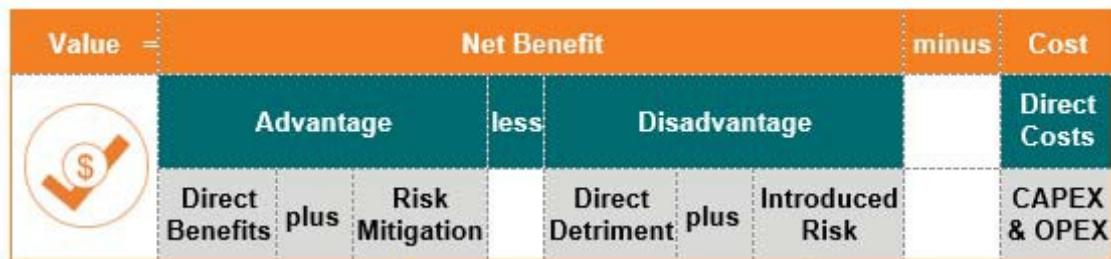 Value = Net Benefit minus Cost
Advantage less Disadvantage Direct Costs
$
Direct Benefits plus Risk Mitigation Direct Detriment plus Introduced Risk CAPEX & OPEX